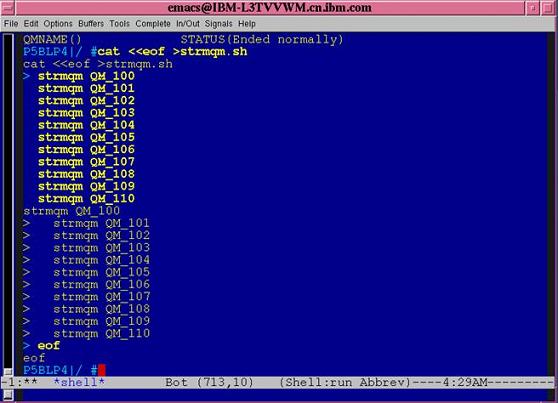 emacs@IBM-L3TVVWM.cn.ibm.com
File Edit Options Buffers Tools Complete In/Out Signals Help
QMNAME() STATUS(Ended normally)
P5BLP4|/ #cat <<eof >strmqm.sh
cat <<eof >strmqm.sh
> strmqm QM_100
strmqm QM_101
strmqm QM_102
strmqm QM_103
strmqm QM_104
strmqm QM_105
strmqm QM_106
strmqm QM_107
strmqm QM_108
strmqm QM_109
strmqm QM_110
strmqm QM_100
> strmqm QM_101
> strmqm QM_102
> strmqm QM_103
> strmqm QM_104
> strmqm QM_105
> strmqm QM_106
> strmqm QM_107
> strmqm QM_108
> strmqm QM_109
> strmqm QM_110
> eof
eof
P5BLP4|/ #
-1:** *shell* Bot (713,10) (Shell:run Abbrev)----4:29AM----------